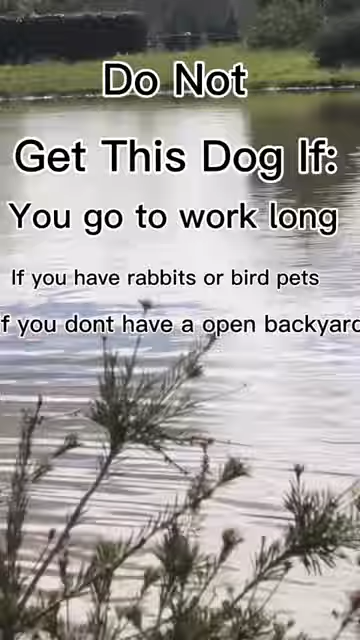 Do Not
Get This Dog If:
You go to work long
If you have rabbits or bird pets
f you dont have a open backyard